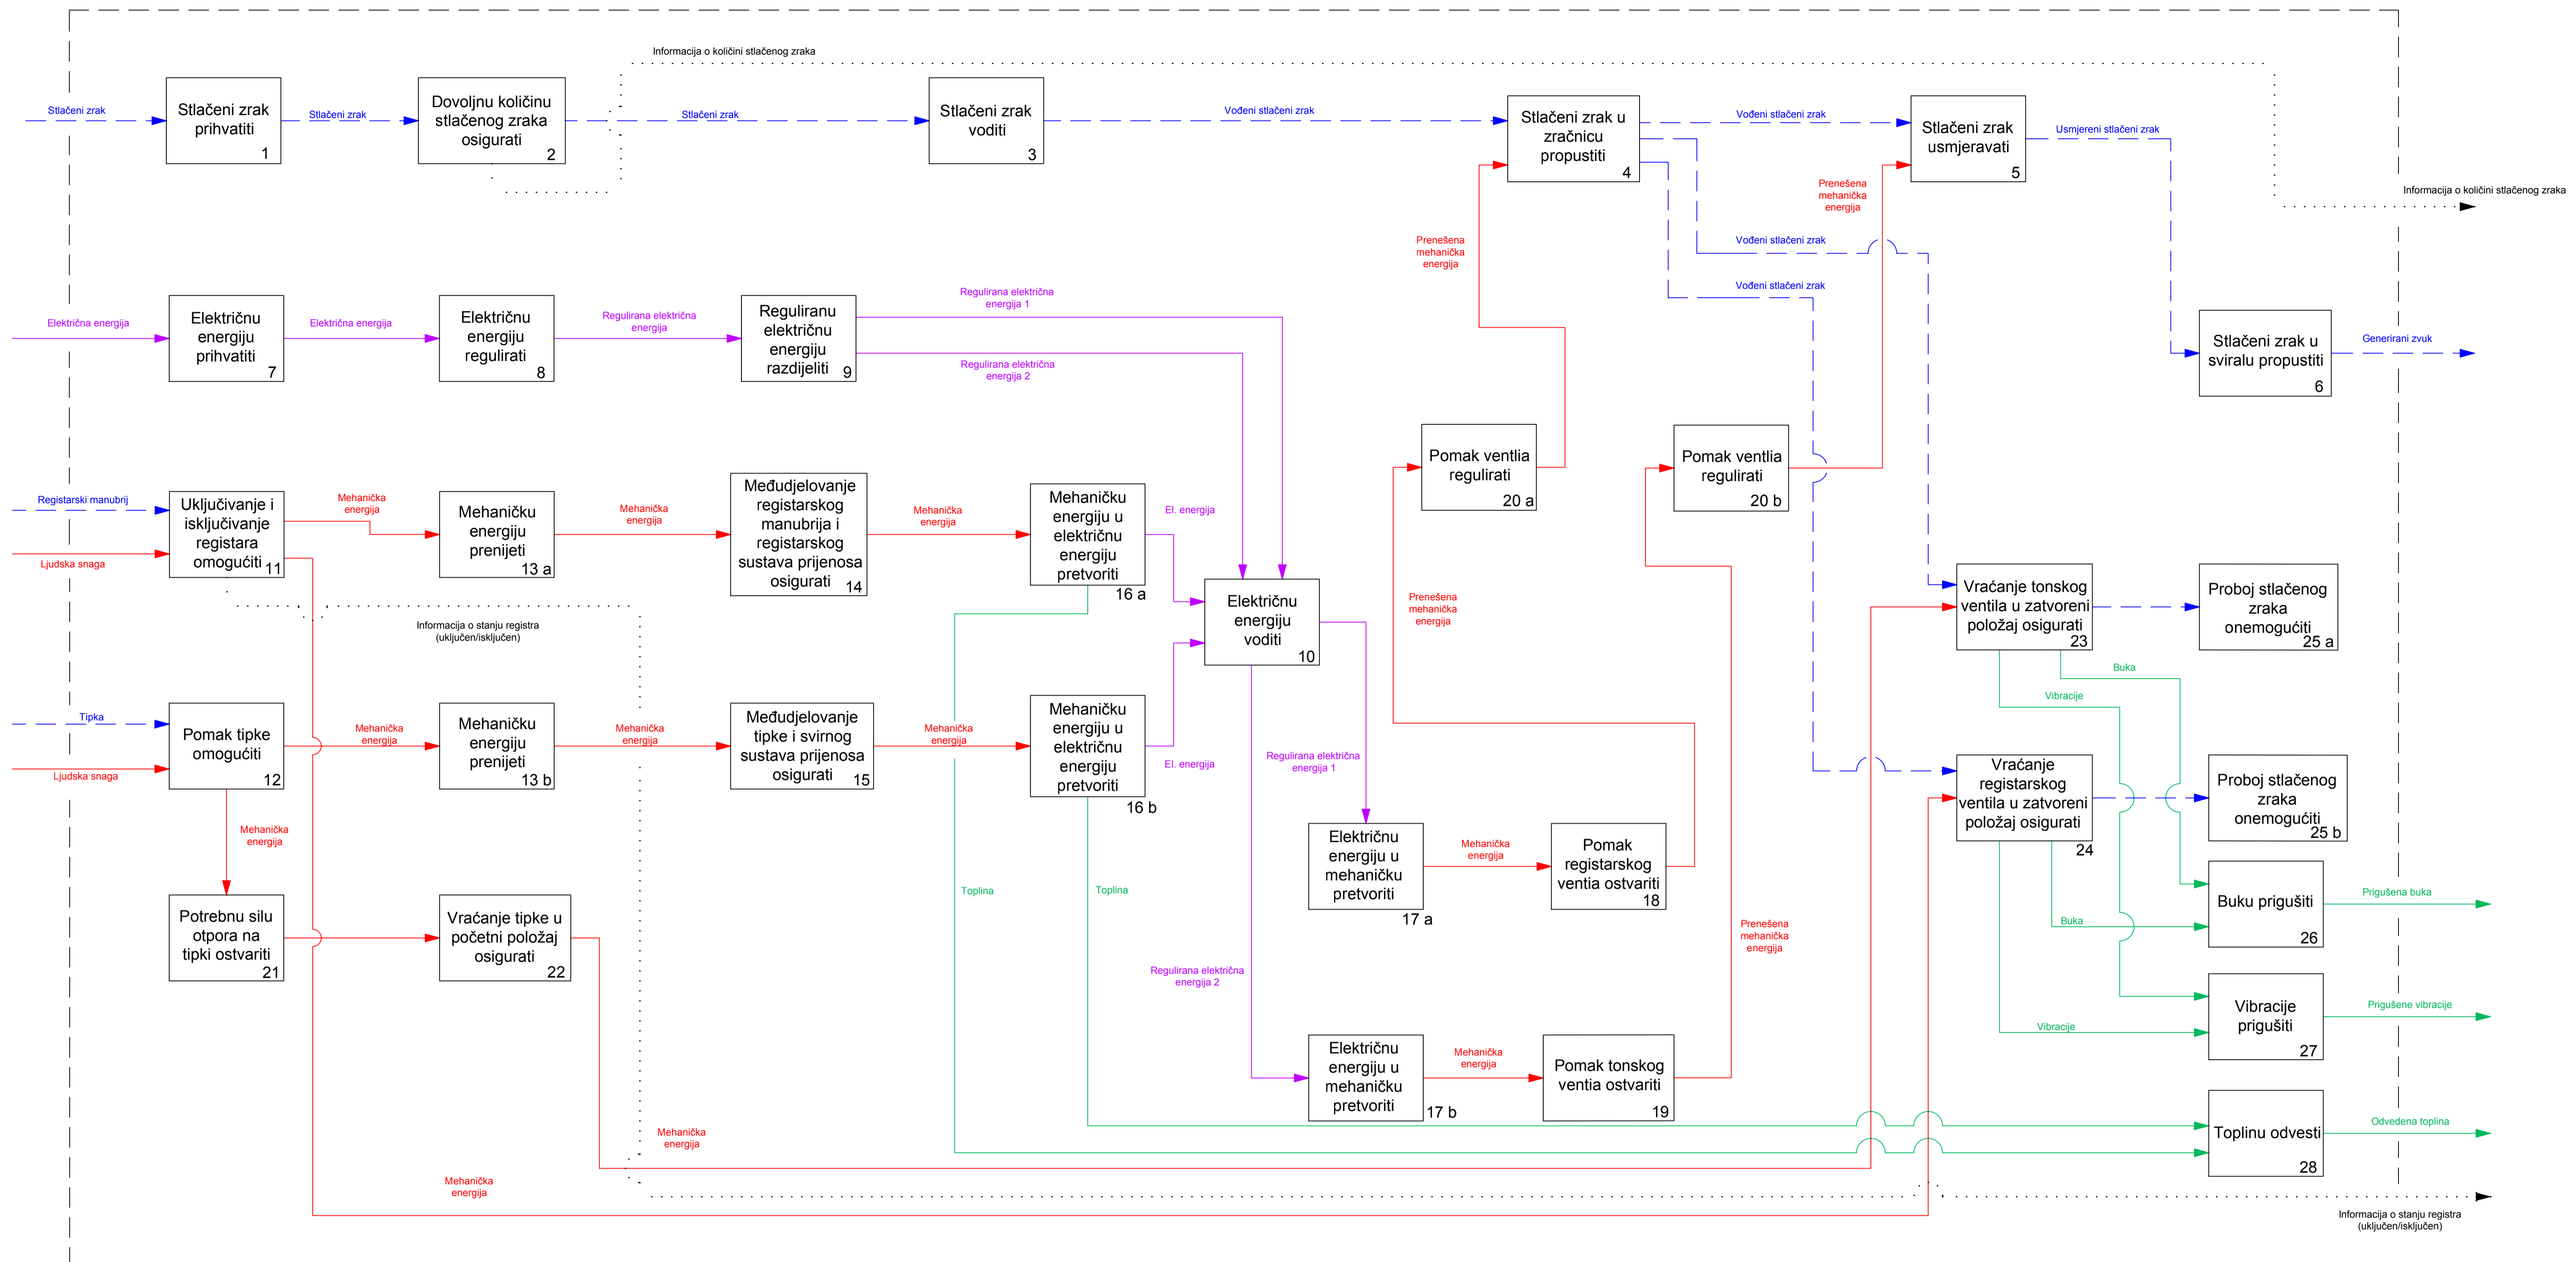 Informacija o količini stlačenog zraka
Stlačeni zrak
Stlačeni zrak
prihvatiti
1
Stlačeni zrak
Dovoljnu količinu
stlačenog zraka
osigurati
2
Stlačeni zrak
Stlačeni zrak
voditi
3
Vođeni stlačeni zrak
Stlačeni zrak u
zračnicu
propustiti
4
Vođeni stlačeni zrak
Stlačeni zrak
usmjeravati
5
Usmjereni stlačeni zrak
Informacija o količini stlačenog zraka
Prenešena
mehanička
energija
Prenešena
mehanička
energija
Vođeni stlačeni zrak
Vođeni stlačeni zrak
Električna energija
Električnu
energiju
prihvatiti
7
Električna energija
Električnu
energiju
regulirati
8
Regulirana električna
energija
Reguliranu
električnu
energiju
razdijeliti
9
Regulirana električna
energija 1
Regulirana električna
energija 2
Stlačeni zrak u
sviralu propustiti
6
Generirani zvuk
Pomak ventlia
regulirati
20 a
Pomak ventlia
regulirati
20 b
Registarski manubrij
Ljudska snaga
Uključivanje i
isključivanje
registara
omogućiti
11
Mehanička
energija
Mehaničku
energiju
prenijeti
13 a
Mehanička
energija
Međudjelovanje
registarskog
manubrija i
registarskog
sustava prijenosa
osigurati
14
Mehanička
energija
Mehaničku
energiju u
električnu
energiju
pretvoriti
16 a
El. energija
Električnu
energiju
voditi
10
Informacija o stanju registra
(uključen/isključen)
Prenešena
mehanička
energija
Vraćanje tonskog
ventila u zatvoreni
položaj osigurati
23
Proboj stlačenog
zraka
onemogućiti
25 a
Buka
Vibracije
Tipka
Ljudska snaga
Pomak tipke
omogućiti
12
Mehanička
energija
Mehaničku
energiju
prenijeti
13 b
Mehanička
energija
Međudjelovanje
tipke i svirnog
sustava prijenosa
osigurati
15
Mehanička
energija
Mehaničku
energiju u
električnu
energiju
pretvoriti
16 b
El. energija
Regulirana električna
energija 1
Vraćanje
registarskog
ventila u zatvoreni
položaj osigurati
24
Proboj stlačenog
zraka
onemogućiti
25 b
Mehanička
energija
Električnu
energiju u
mehaničku
pretvoriti
17 a
Mehanička
energija
Pomak
registarskog
ventia ostvariti
18
Toplina
Toplina
Buka
Buku prigušiti
26
Prigušena buka
Potrebnu silu
otpora na
tipki ostvariti
21
Vraćanje tipke u
početni položaj
osigurati
22
Prenešena
mehanička
energija
Regulirana električna
energija 2
Vibracije
Vibracije
prigušiti
27
Prigušene vibracije
Električnu
energiju u
mehaničku
pretvoriti
17 b
Mehanička
energija
Pomak tonskog
ventia ostvariti
19
Toplinu odvesti
28
Odvedena toplina
Mehanička
energija
Mehanička
energija
Informacija o stanju registra
(uključen/isključen)